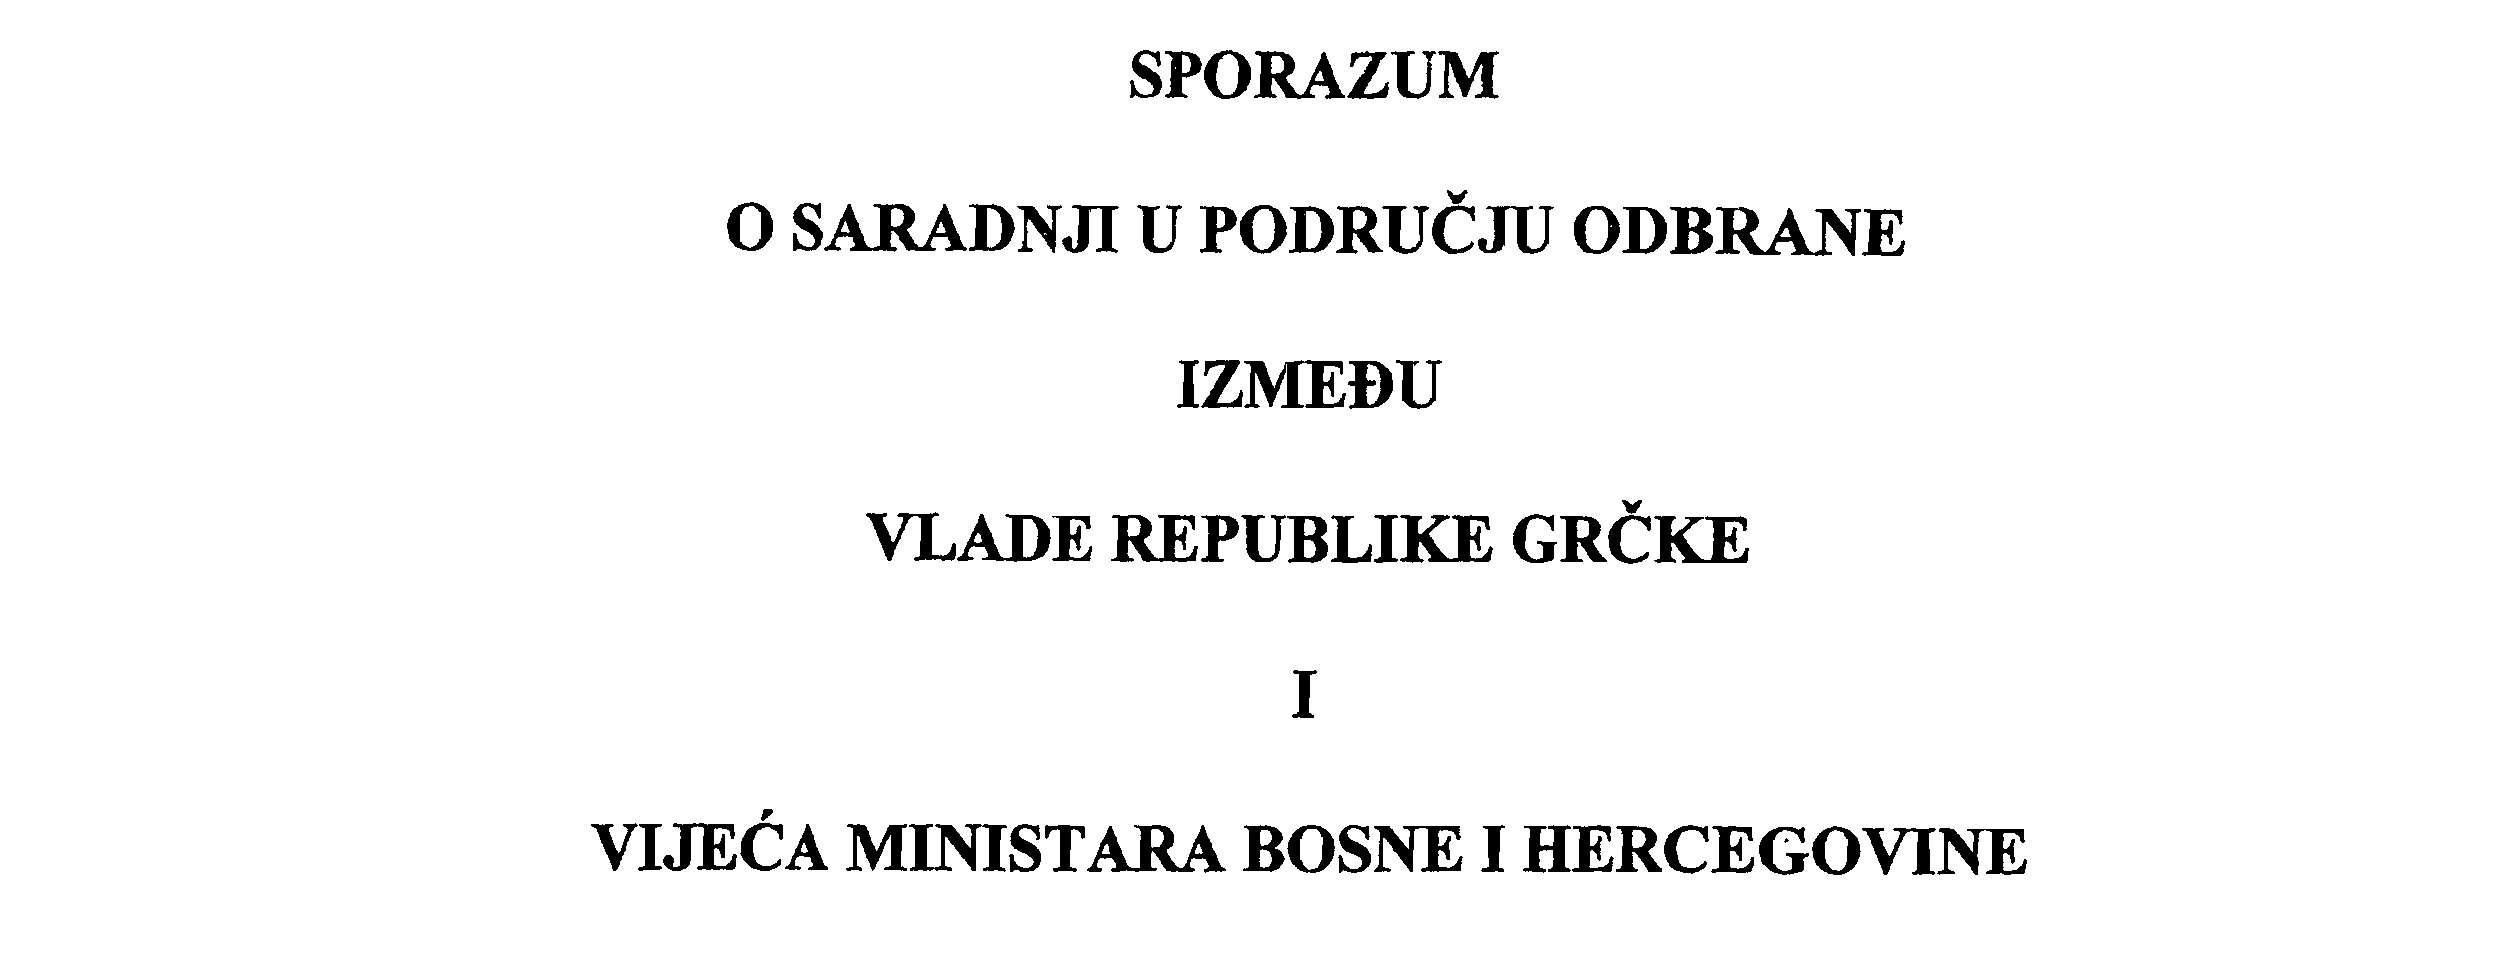 SPORAZUM
O SARADNJI U PODRUČJU ODBRANE
IZMEĐU
VLADE REPUBLIKE GRČKE
I
VIJEĆA MINISTARA BOSNE I HERCEGOVINE